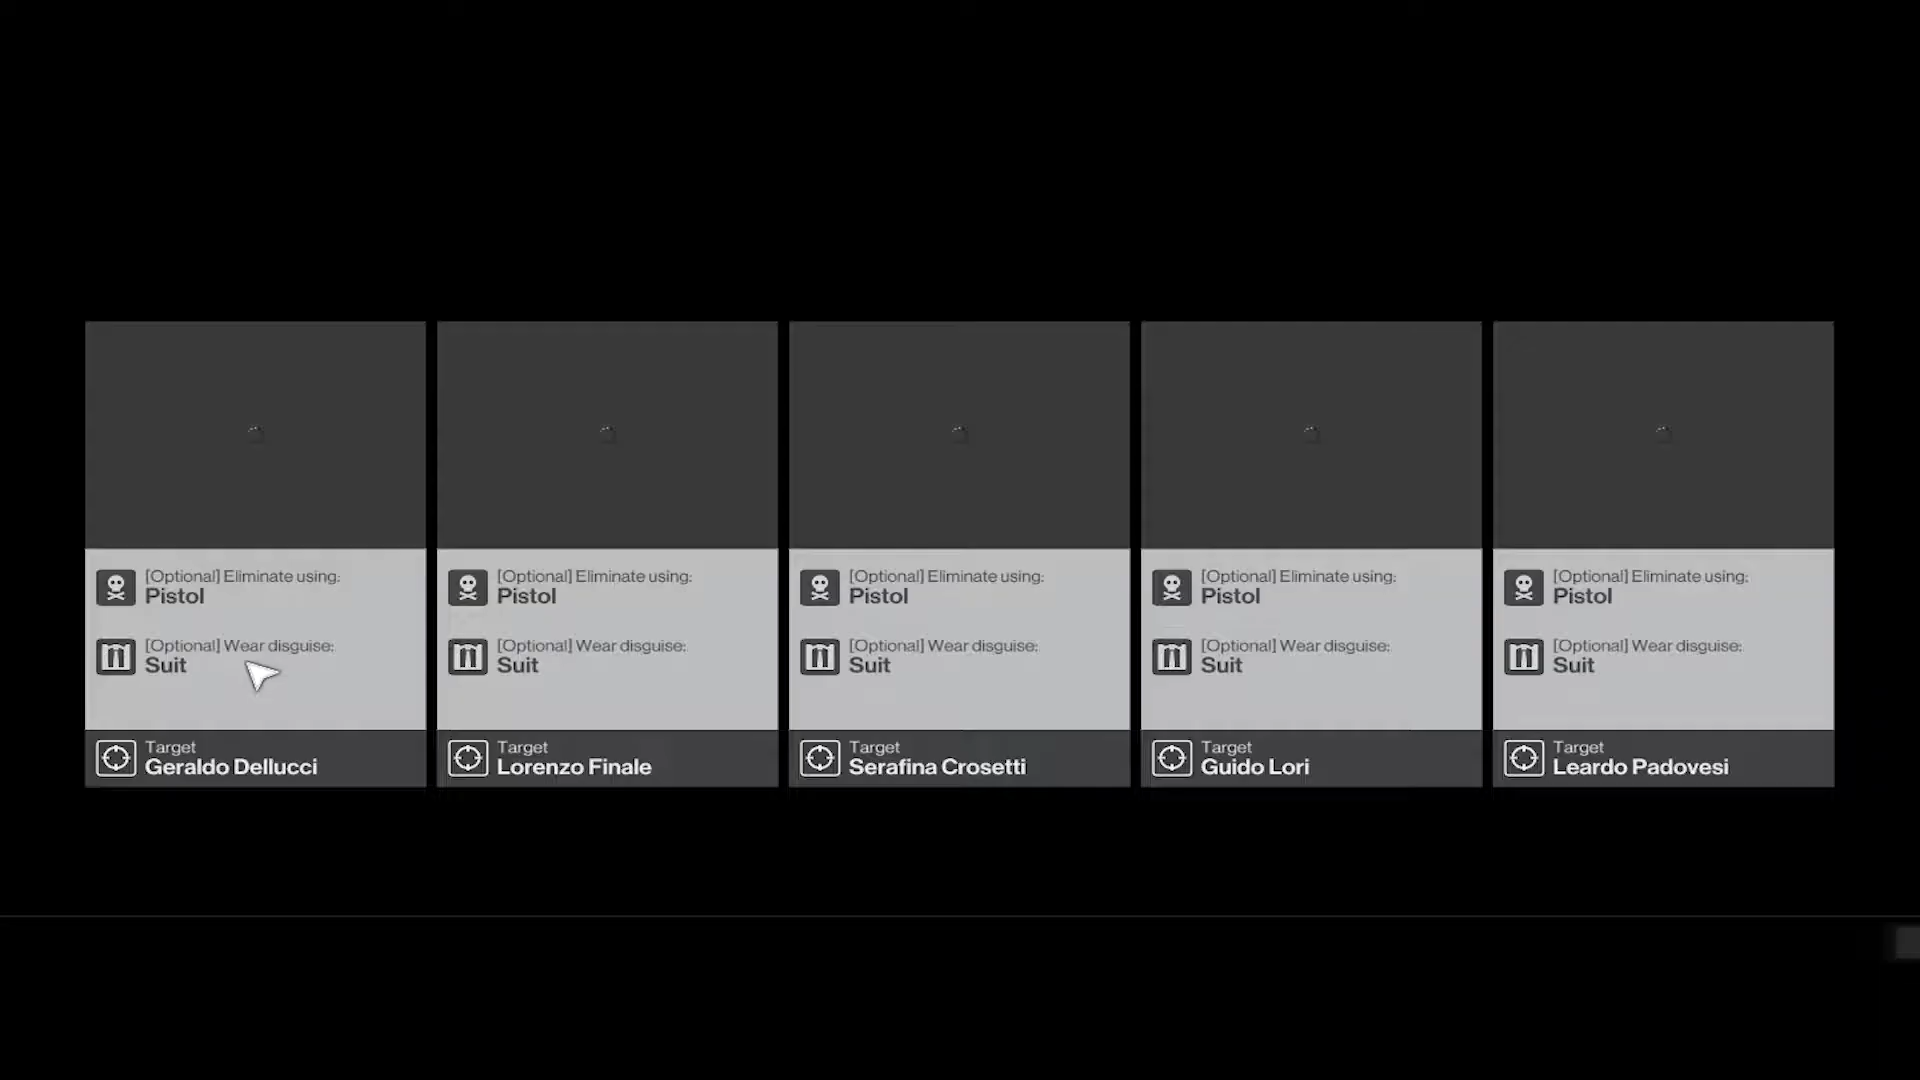 [Optional] Eliminate using:
Pistol
[Optional] Wear disguise:
Suit
Target
Geraldo Dellucci
[Optional] Eliminate using:
Pistol
[Optional] Wear disguise:
Suit
Target
Lorenzo Finale
[Optional] Eliminate using:
Pistol
[Optional] Wear disguise:
Suit
Target
Serafina Crosetti
[Optional] Eliminate using:
Pistol
[Optional] Wear disguise:
Suit
Target
Guido Lori
[Optional] Eliminate using:
Pistol
[Optional] Wear disguise:
Suit
Target
Leardo Padovesi